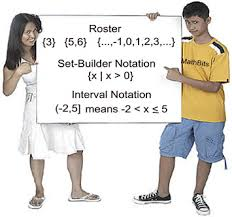 Roster
{3} {5,6} {...,-1,0,1,2,3,...}
Set-Builder Notation
{x | x > 0}
Interval Notation
(-2,5] means -2 < x ≤ 5
MathBits